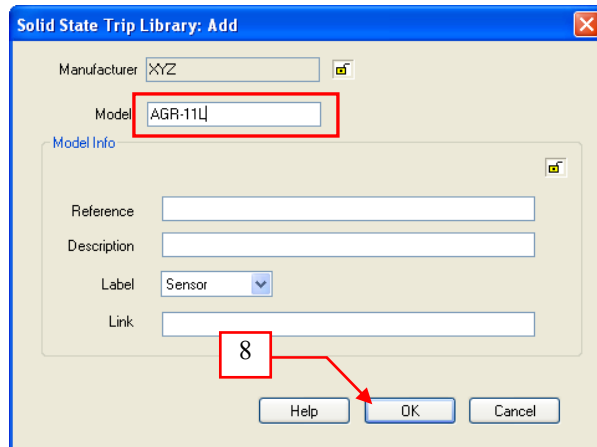 Solid State Trip Library: Add
Manufacturer XYZ
Model AGR-11L
Model Info
Reference
Description
Label Sensor
Link
8
Help OK Cancel